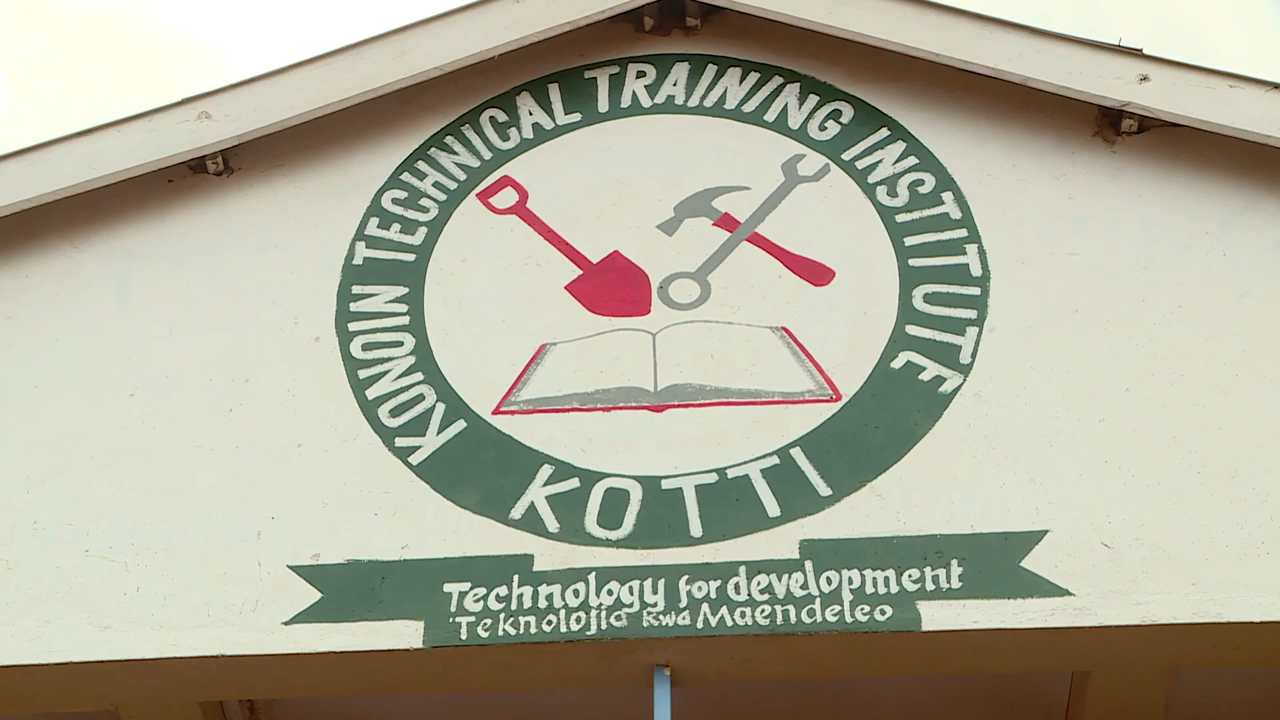 KONOIN TECHNICAL TRAINING INSTITUTE
KOTTI
Technology for development
Teknolojia kwa Maendeleo